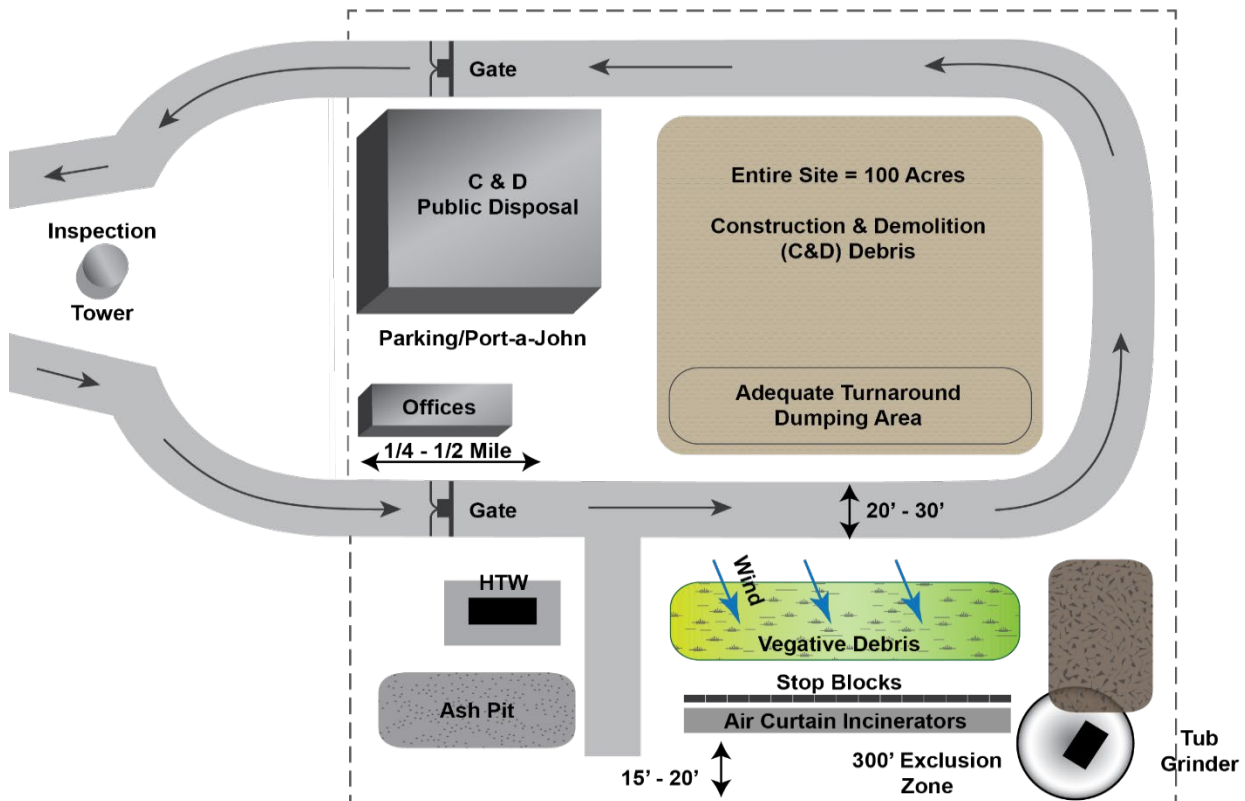 Gate
C & D
Public Disposal
Entire Site = 100 Acres
Construction & Demolition
(C&D) Debris
Inspection
Tower
Parking/Port-a-John
Offices
1/4 - 1/2 Mile
Adequate Turnaround
Dumping Area
Gate
20' - 30'
HTW
Wind
Vegative Debris
Stop Blocks
Ash Pit
Air Curtain Incinerators
15' - 20'
300' Exclusion
Zone
Tub
Grinder